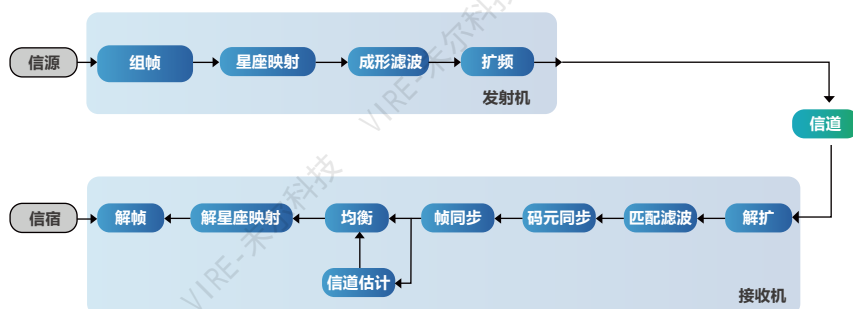 信源
组帧
星座映射
成形滤波
扩频
发射机
信道
信宿
解帧
解星座映射
均衡
帧同步
码元同步
匹配滤波
解扩
信道估计
接收机
VIRE-未尔科技
VIRE-未尔科技